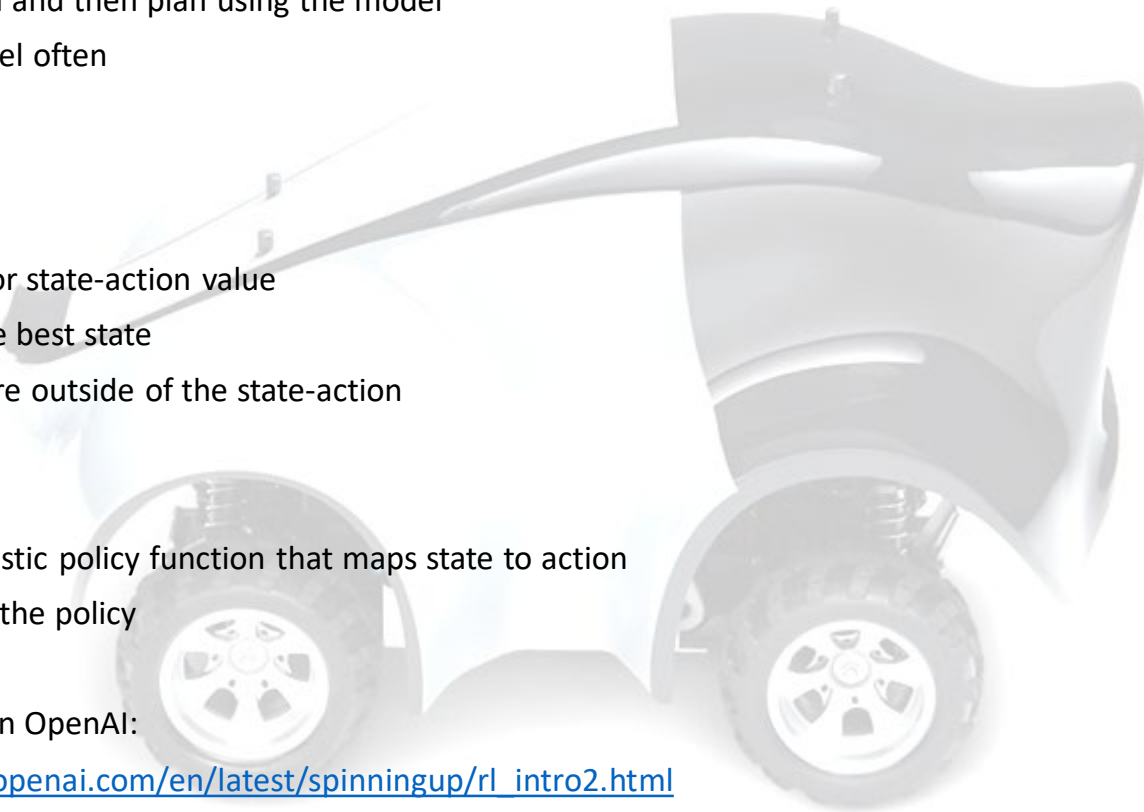 and then plan using the model
el often
or state-action value
e best state
re outside of the state-action
stic policy function that maps state to action
the policy
n OpenAI:
openai.com/en/latest/spinningup/rl_intro2.html